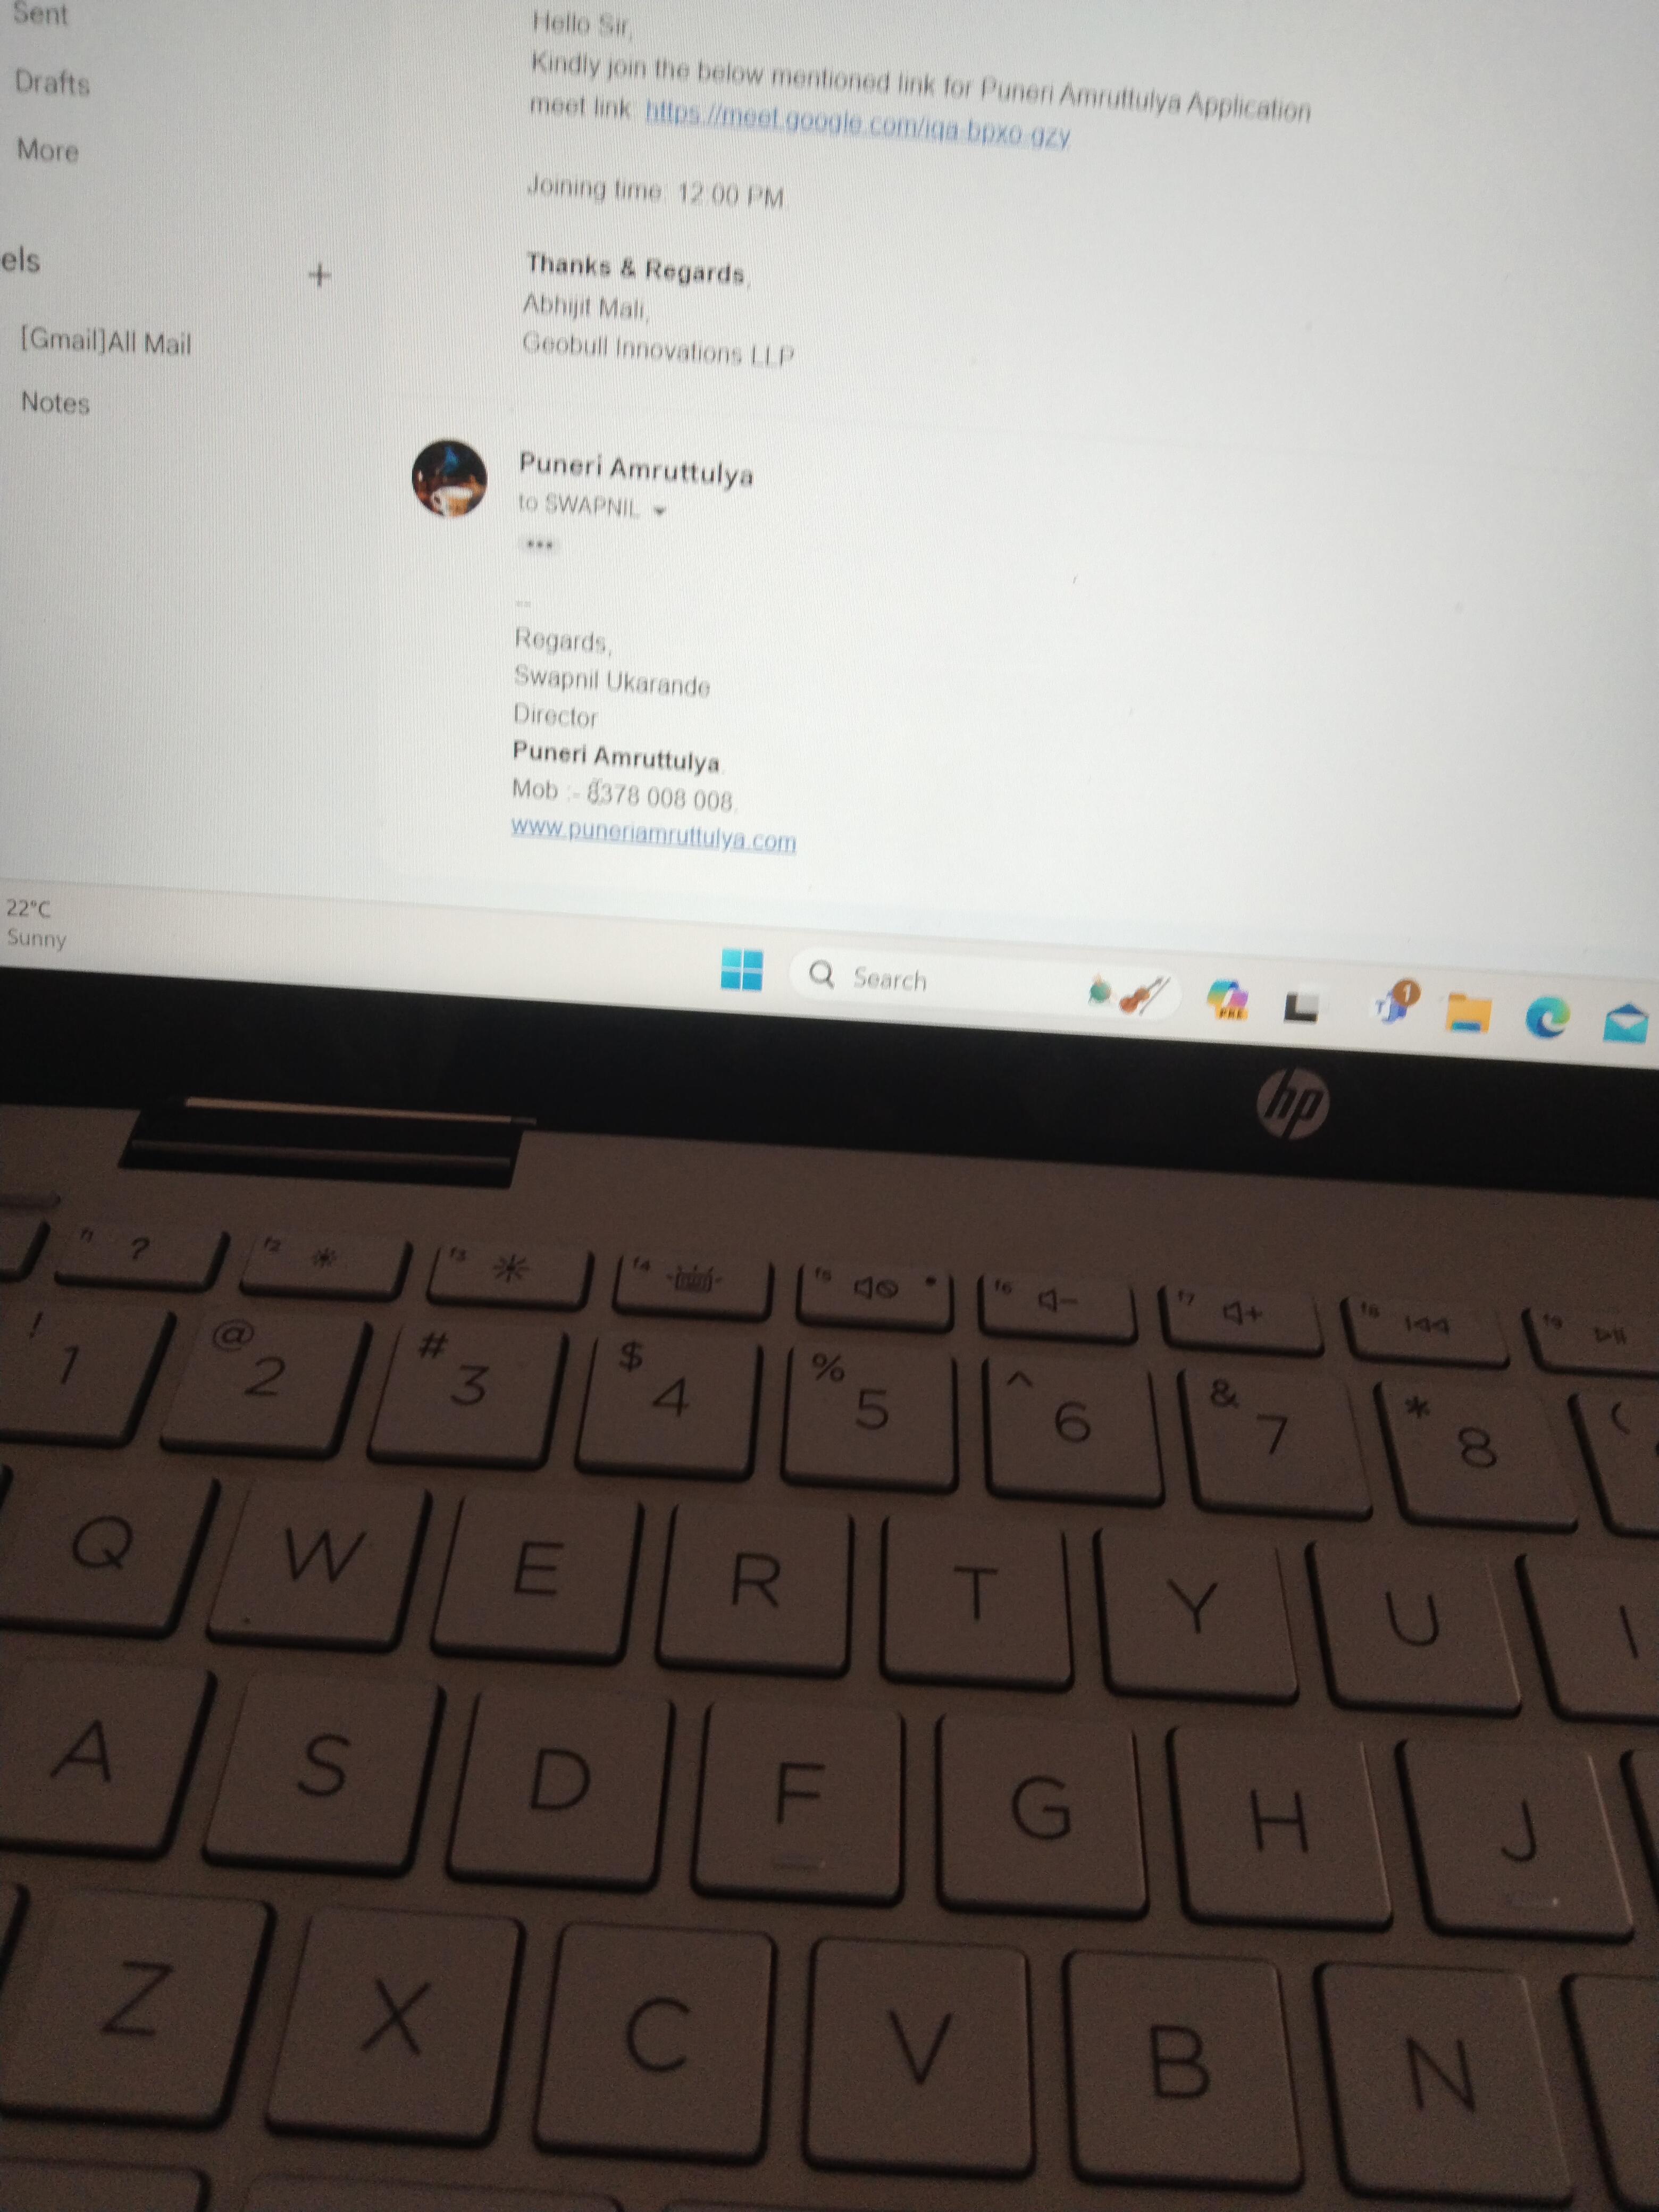 Sent
Drafts
More
els +
[Gmail]All Mail
Notes
Hello Sir,
Kindly join the below mentioned link for Puneri Amruttulya Application
meet link: https://meet.google.com/iqa-bpxo-gzy
Joining time: 12:00 PM.
Thanks & Regards,
Abhijit Mali,
Geobull Innovations LLP
Puneri Amruttulya
to SWAPNIL
...
--
Regards,
Swapnil Ukarande
Director
Puneri Amruttulya.
Mob :- 8378 008 008.
www.puneriamruttulya.com
22°C
Sunny
Search
PRE
T 1
hp
f1 ? f2 f3 f4 f5 f6 f7 f8 f9
! 1 @ 2 # 3 $ 4 % 5 ^ 6 & 7 * 8 (
Q W E R T Y U I
A S D F G H J
Z X C V B N